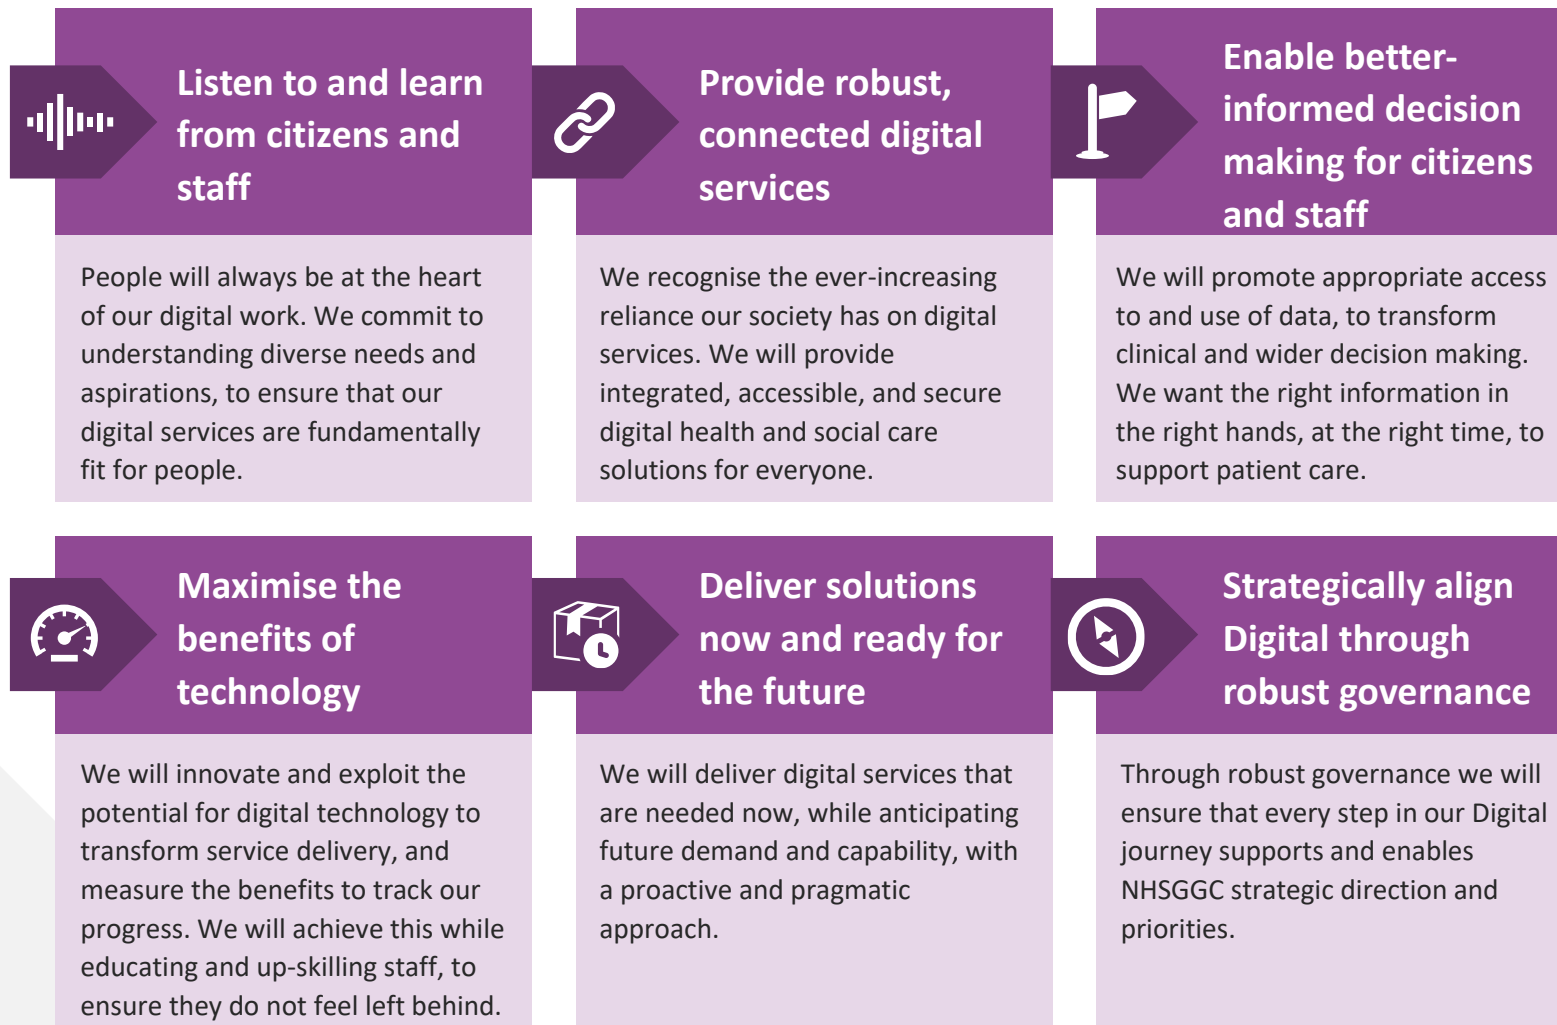 Listen to and learn
from citizens and
staff
People will always be at the heart
of our digital work. We commit to
understanding diverse needs and
aspirations, to ensure that our
digital services are fundamentally
fit for people.
Provide robust,
connected digital
services
We recognise the ever-increasing
reliance our society has on digital
services. We will provide
integrated, accessible, and secure
digital health and social care
solutions for everyone.
Enable better-
informed decision
making for citizens
and staff
We will promote appropriate access
to and use of data, to transform
clinical and wider decision making.
We want the right information in
the right hands, at the right time, to
support patient care.
Maximise the
benefits of
technology
We will innovate and exploit the
potential for digital technology to
transform service delivery, and
measure the benefits to track our
progress. We will achieve this while
educating and up-skilling staff, to
ensure they do not feel left behind.
Deliver solutions
now and ready for
the future
We will deliver digital services that
are needed now, while anticipating
future demand and capability, with
a proactive and pragmatic
approach.
Strategically align
Digital through
robust governance
Through robust governance we will
ensure that every step in our Digital
journey supports and enables
NHSGGC strategic direction and
priorities.